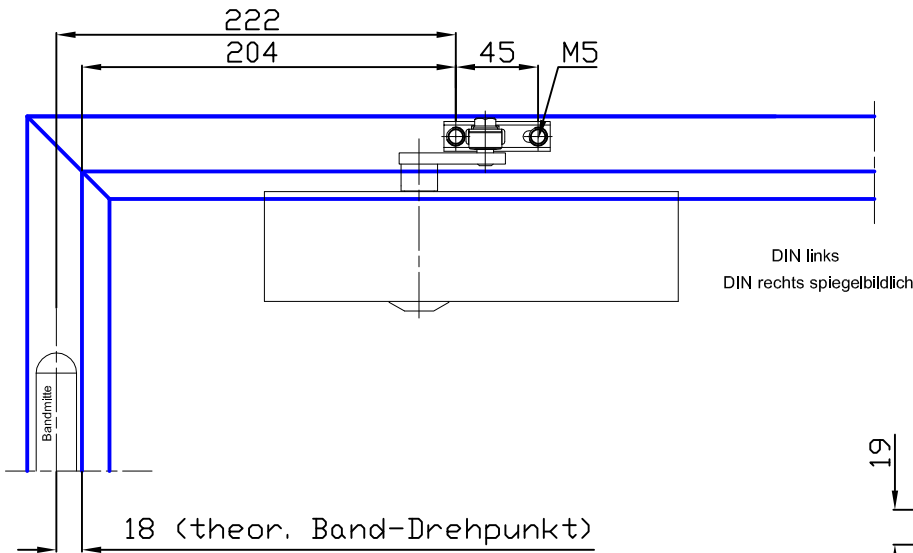 222
204
45
M5
DIN links
DIN rechts spiegelbildlich
Bandmitte
19
18 (theor. Band-Drehpunkt)